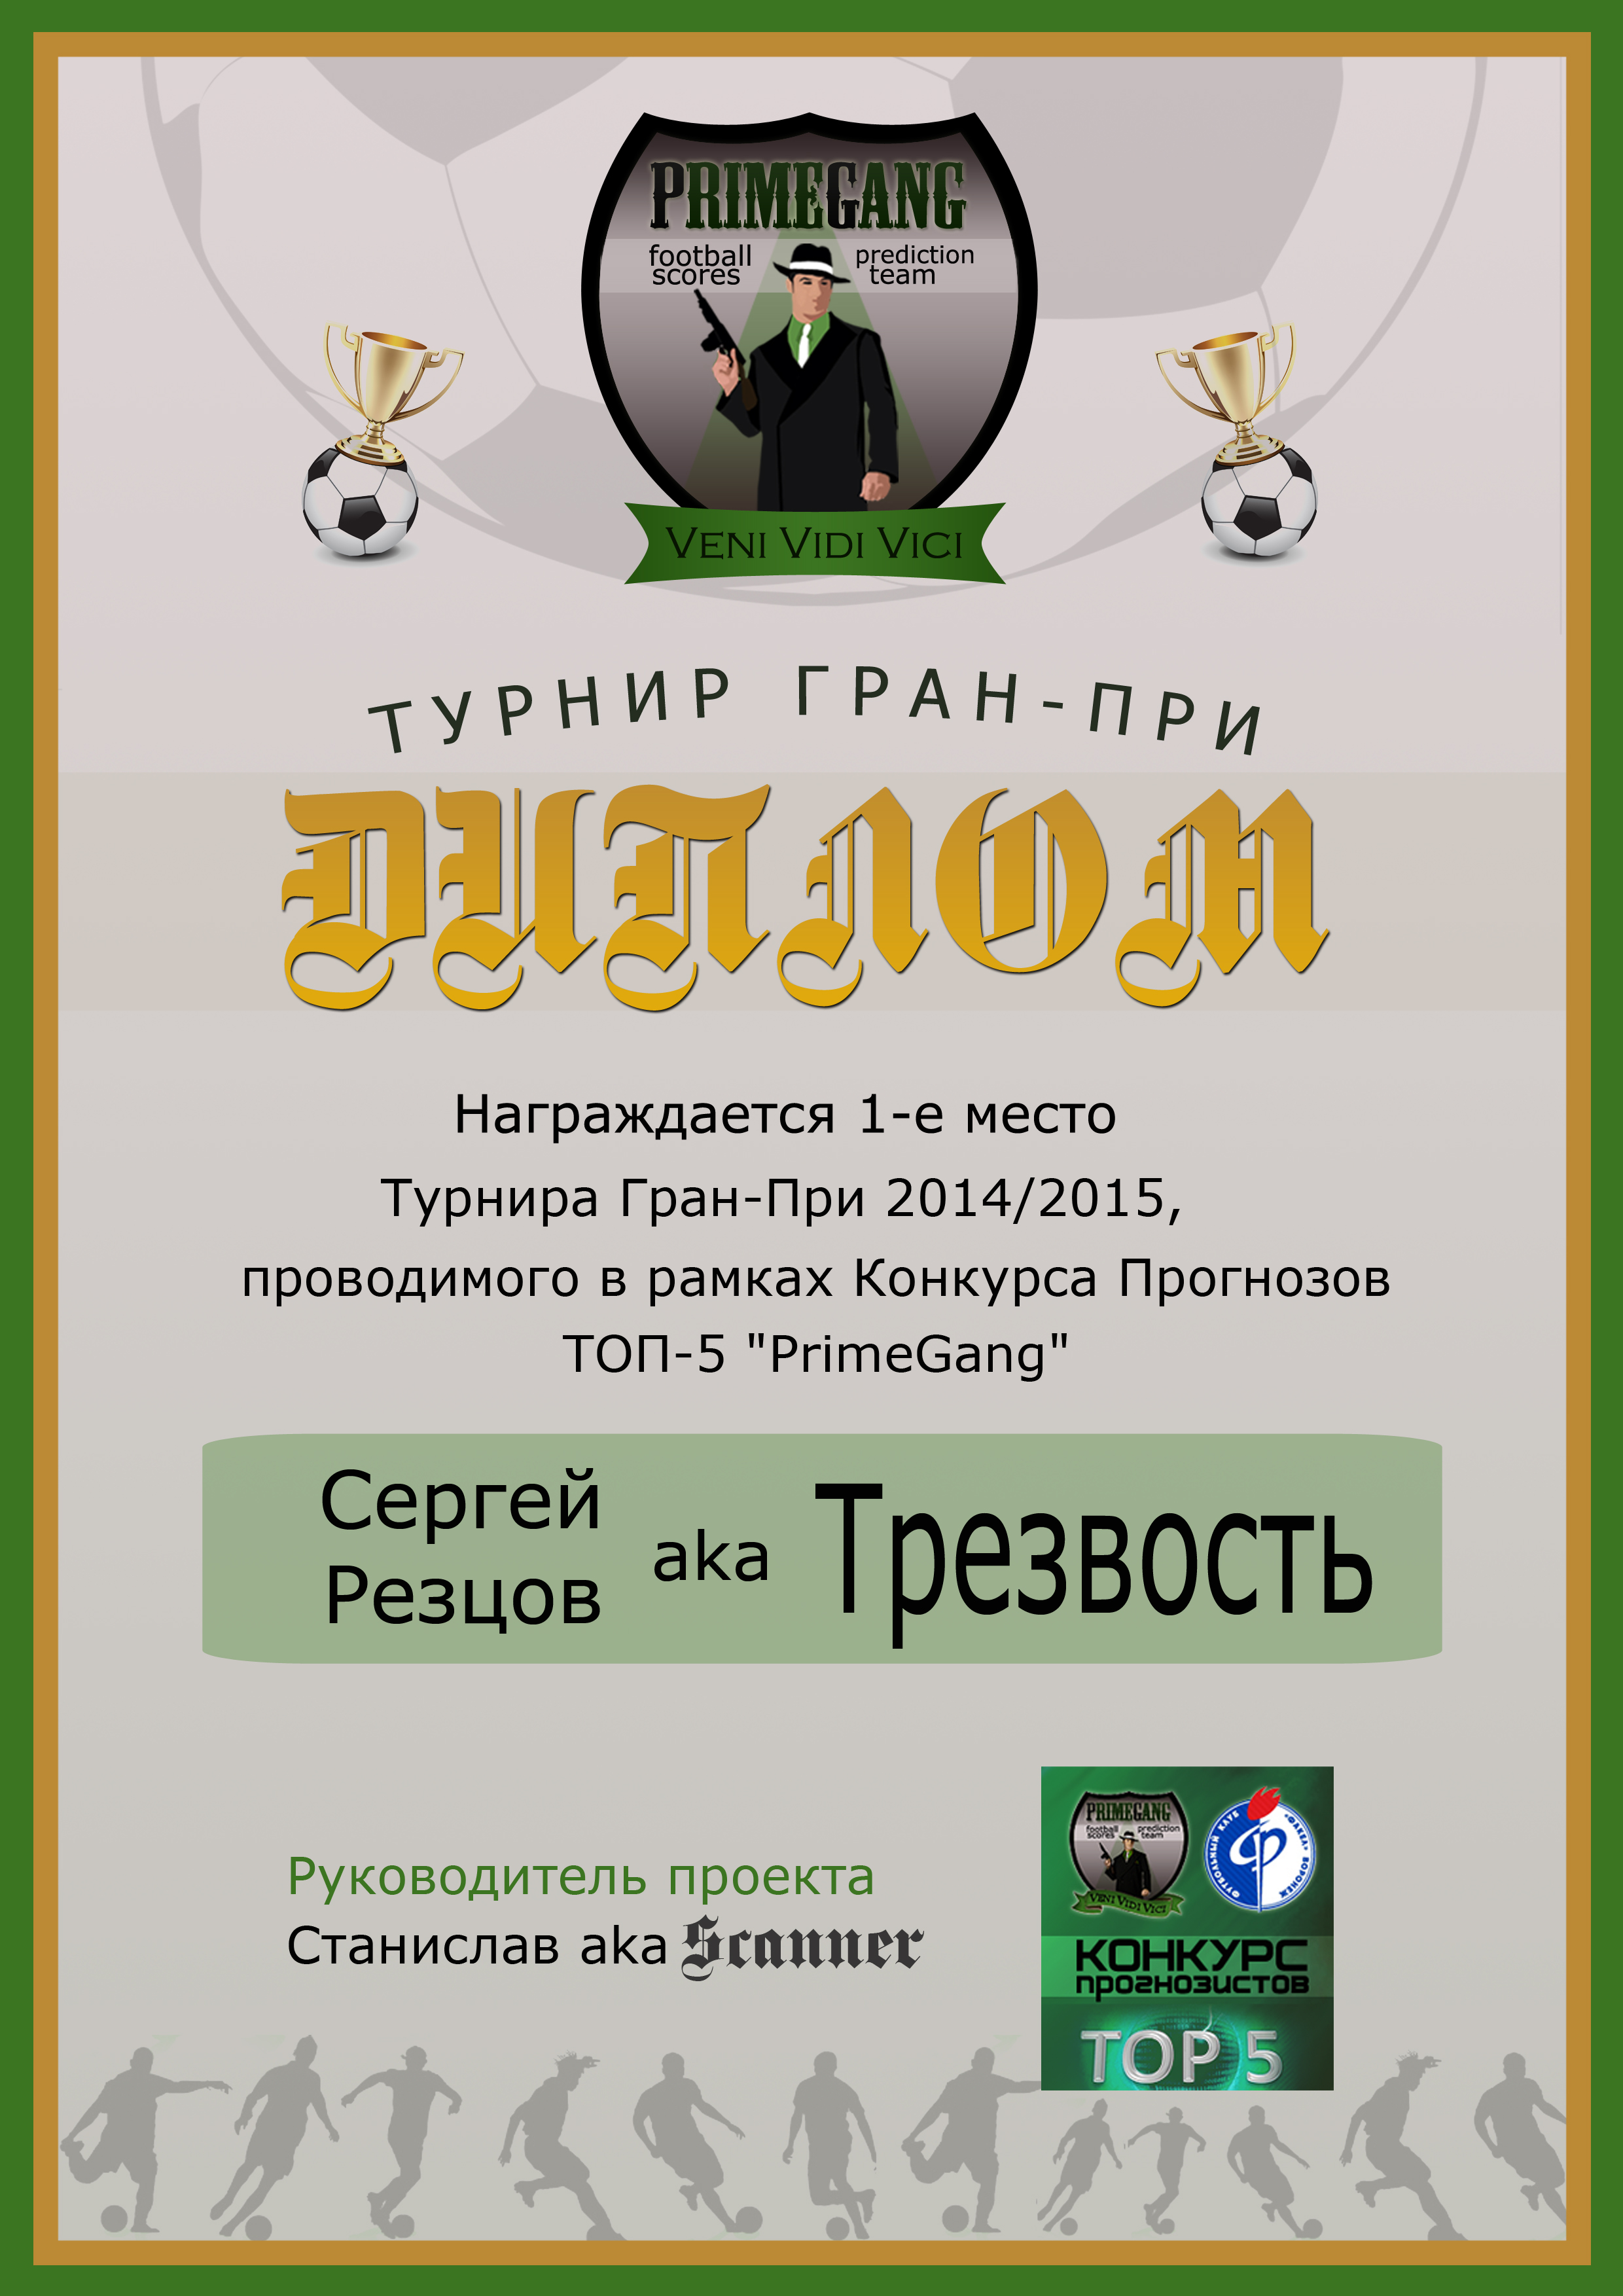 PRIMEGANG
football prediction
scores team
VENI VIDI VICI
ТУРНИР ГРАН-ПРИ
ДИПЛОМ
Награждается 1-е место
Турнира Гран-При 2014/2015,
проводимого в рамках Конкурса Прогнозов
ТОП-5 "PrimeGang"
Сергей
Резцов
aka
Трезвость
Руководитель проекта
Станислав aka Scanner
PRIMEGANG
football prediction
scores team
VENI VIDI VICI
ФУТБОЛЬНЫЙ КЛУБ «ФАКЕЛ» ВОРОНЕЖ
КОНКУРС
ПРОГНОЗИСТОВ
TOP 5